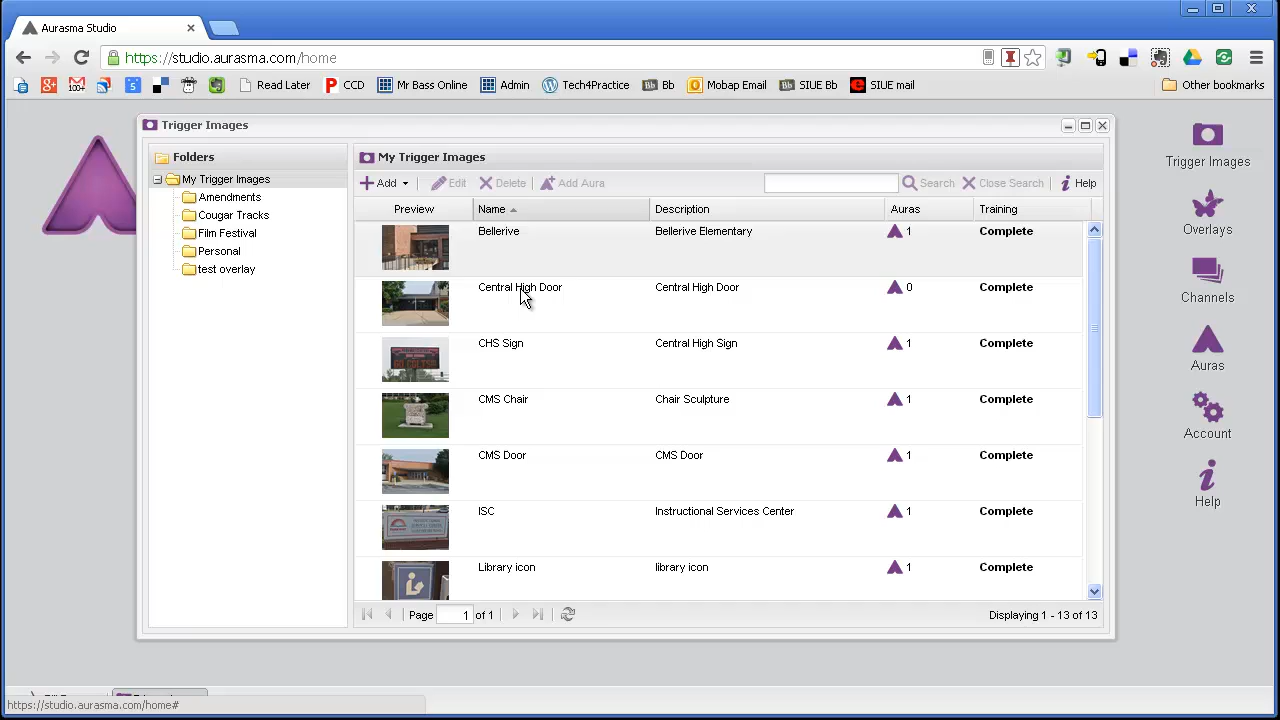 Aurasma Studio
https://studio.aurasma.com/home
Read Later CCD Mr Ba's Online Admin Tech4Practice Bb Mobap Email SIUE Bb SIUE mail Other bookmarks
Trigger Images
Folders
My Trigger Images
Amendments
Cougar Tracks
Film Festival
Personal
test overlay
My Trigger Images
Add Edit Delete Add Aura Search Close Search Help
Preview Name Description Auras Training
Bellerive Bellerive Elementary 1 Complete
Central High Door Central High Door 0 Complete
CHS Sign Central High Sign 1 Complete
CMS Chair Chair Sculpture 1 Complete
CMS Door CMS Door 1 Complete
ISC Instructional Services Center 1 Complete
Library icon library icon 1 Complete
Page 1 of 1 Displaying 1 - 13 of 13
Trigger Images
Overlays
Channels
Auras
Account
Help
https://studio.aurasma.com/home#